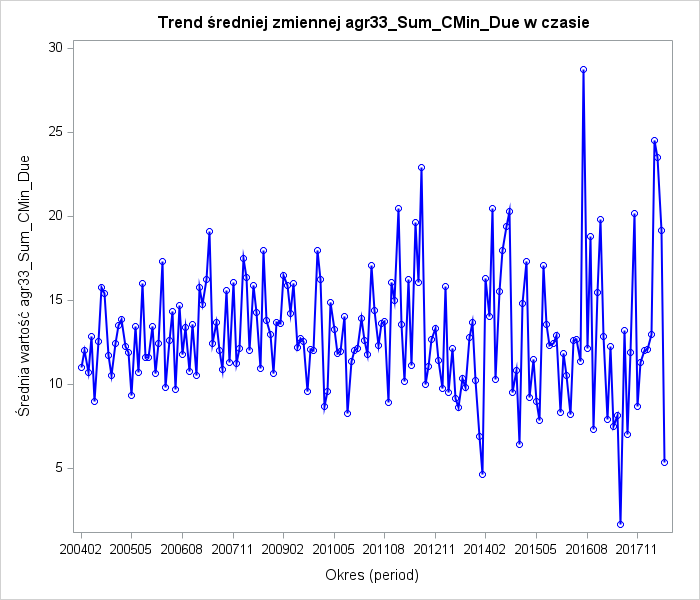 Trend średniej zmiennej agr33_Sum_CMin_Due w czasie
Średnia wartość agr33_Sum_CMin_Due
30
25
20
15
10
5
200402 200505 200608 200711 200902 201005 201108 201211 201402 201505 201608 201711
Okres (period)